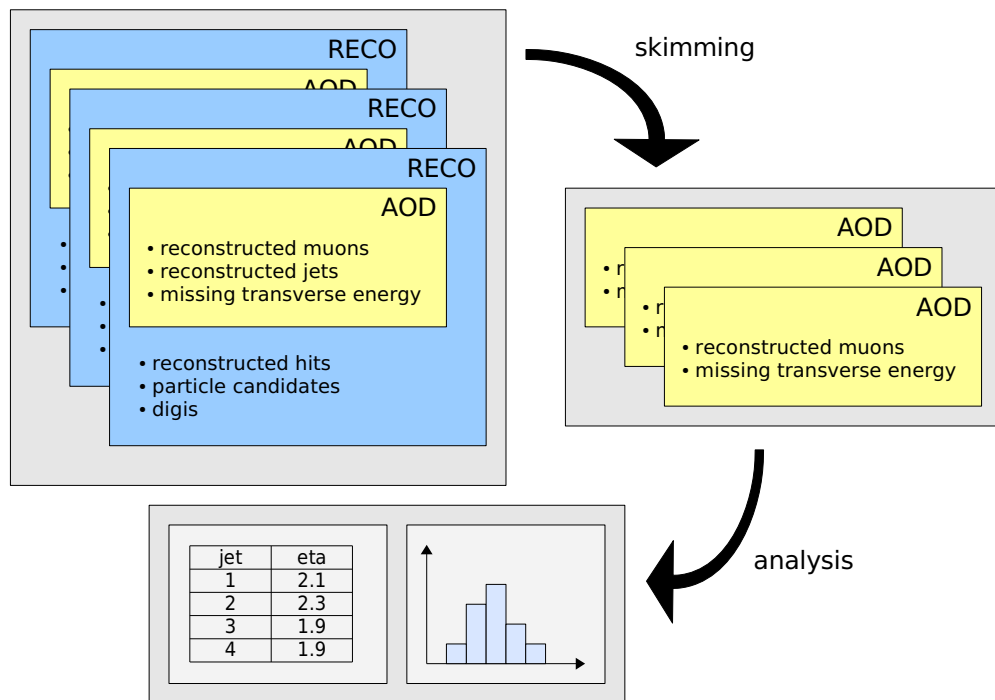 RECO
AOD
RECO
AOD
RECO
AOD
• reconstructed muons
• reconstructed jets
• missing transverse energy
• reconstructed hits
• particle candidates
• digis
skimming
AOD
AOD
AOD
• reconstructed muons
• missing transverse energy
analysis
jet eta
1 2.1
2 2.3
3 1.9
4 1.9